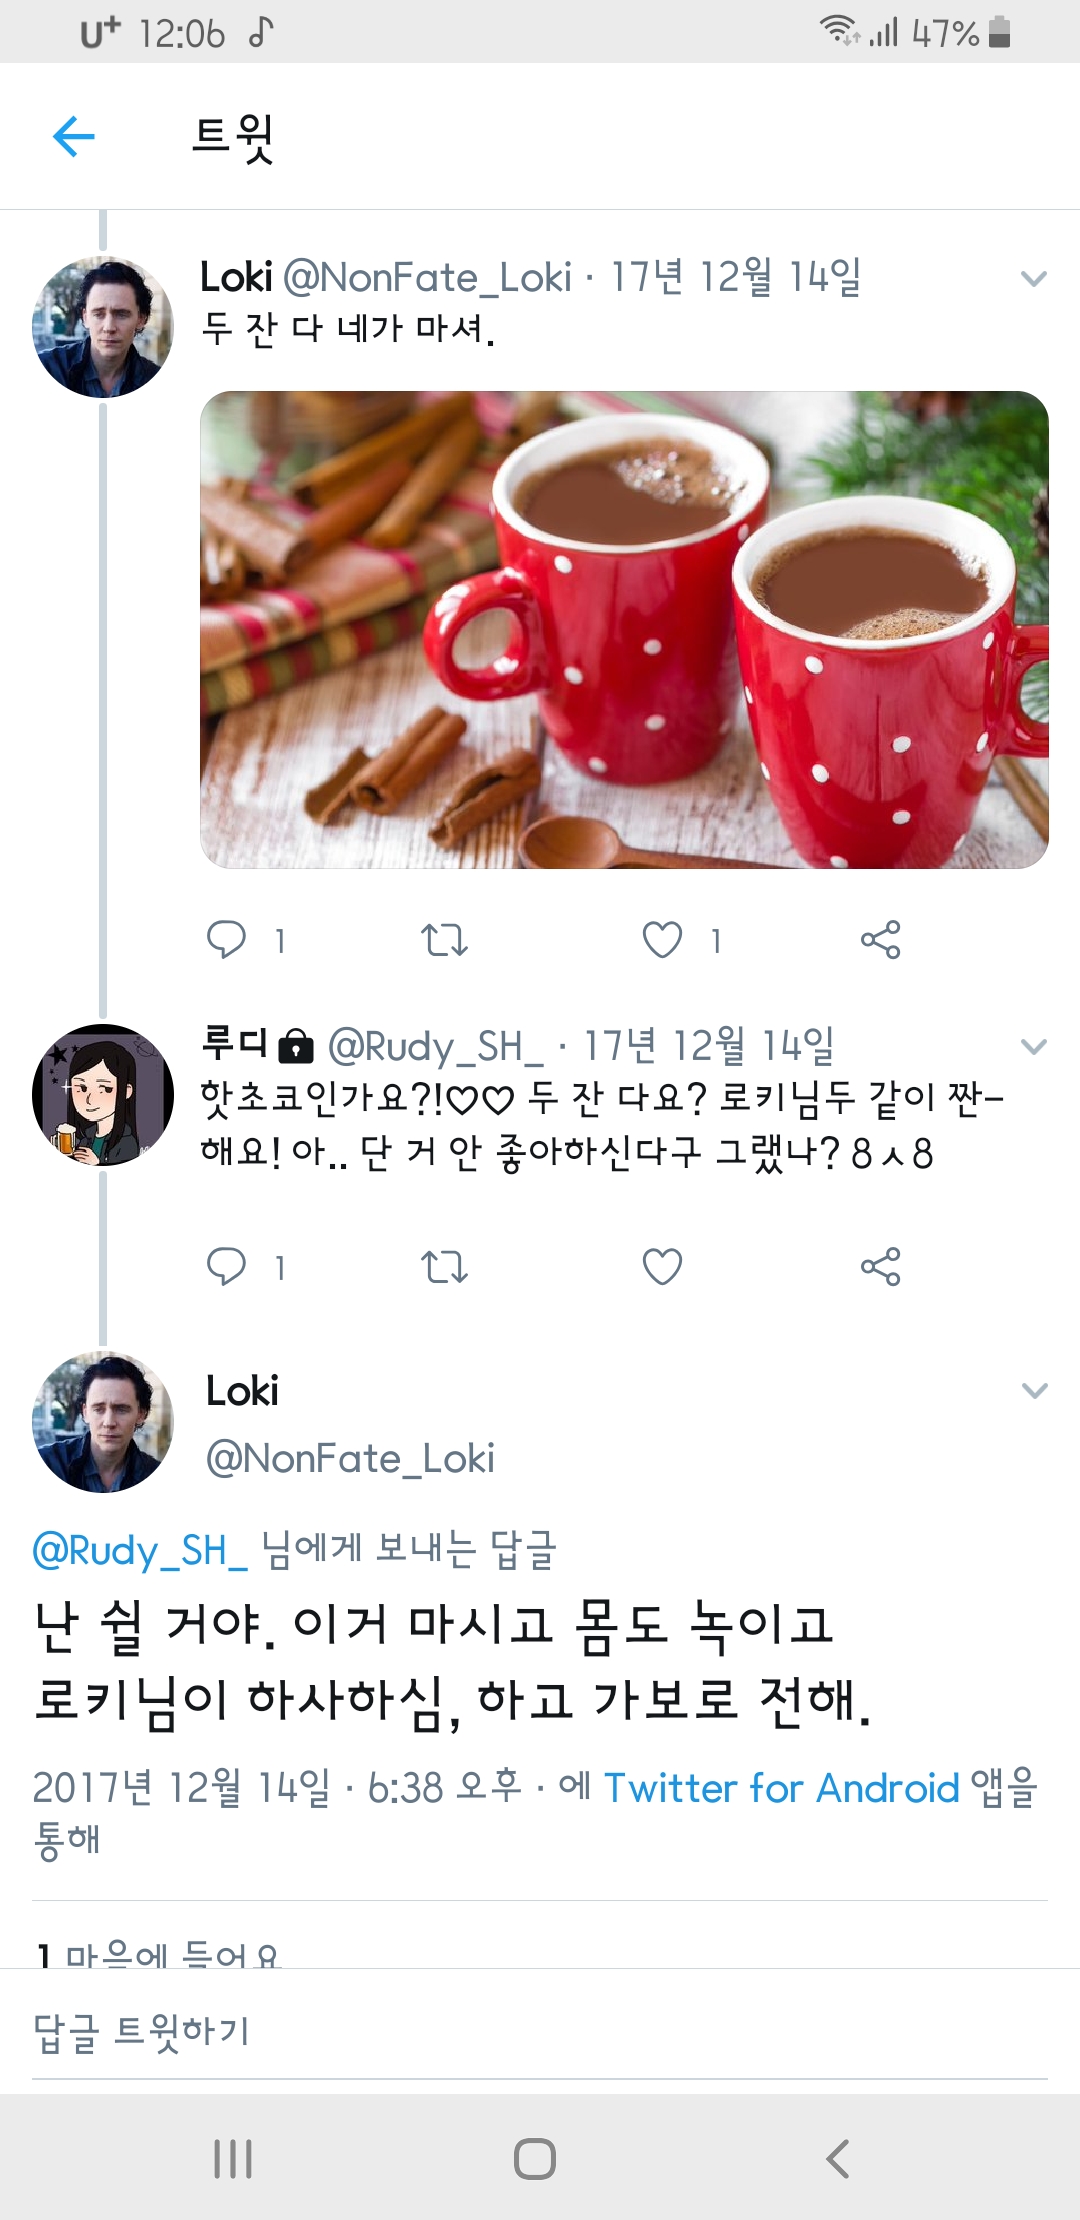 U+ 12:06 47%
트윗
Loki @NonFate_Loki · 17년 12월 14일
두 잔 다 네가 마셔.
1 1
루디 @Rudy_SH_ · 17년 12월 14일
핫초코인가요?!♡♡ 두 잔 다요? 로키님두 같이 짠-
해요! 아.. 단 거 안 좋아하신다구 그랬나? 8ㅅ8
1
Loki
@NonFate_Loki
@Rudy_SH_ 님에게 보내는 답글
난 쉴 거야. 이거 마시고 몸도 녹이고
로키님이 하사하심, 하고 가보로 전해.
2017년 12월 14일 · 6:38 오후 · 에 Twitter for Android 앱을
통해
1 마음에 들어요
답글 트윗하기